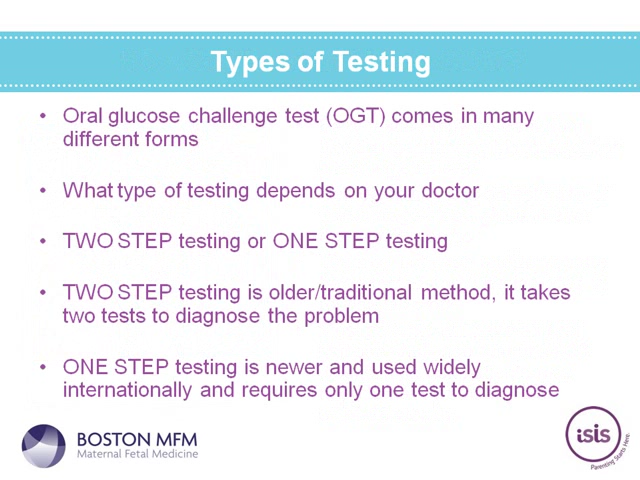 Types of Testing
• Oral glucose challenge test (OGT) comes in many
different forms
• What type of testing depends on your doctor
• TWO STEP testing or ONE STEP testing
• TWO STEP testing is older/traditional method, it takes
two tests to diagnose the problem
• ONE STEP testing is newer and used widely
internationally and requires only one test to diagnose
BOSTON MFM
Maternal Fetal Medicine
isis
Parenting Starts Here.